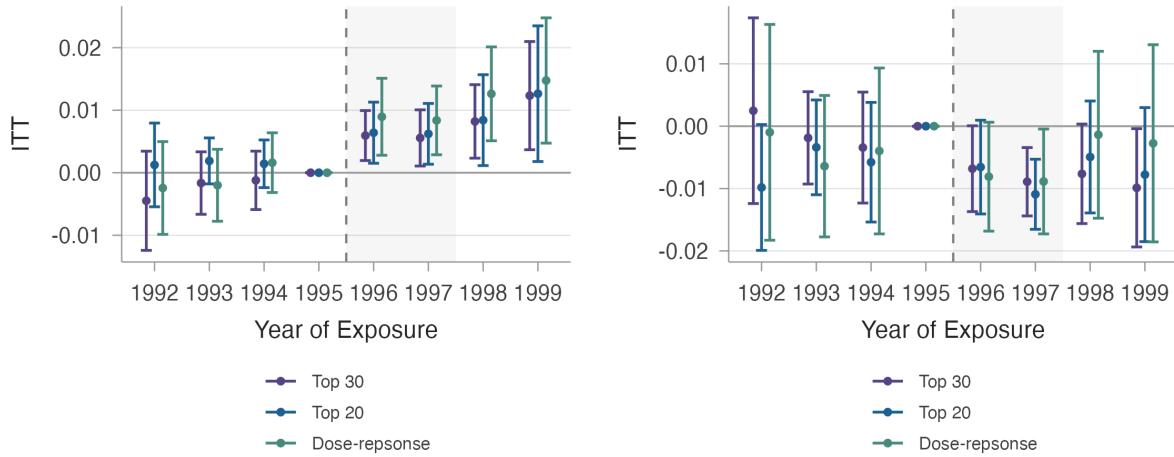 0.02
0.01
0.00
-0.01
ITT
1992 1993 1994 1995 1996 1997 1998 1999
Year of Exposure
Top 30
Top 20
Dose-repsonse
0.01
0.00
-0.01
-0.02
ITT
1992 1993 1994 1995 1996 1997 1998 1999
Year of Exposure
Top 30
Top 20
Dose-repsonse